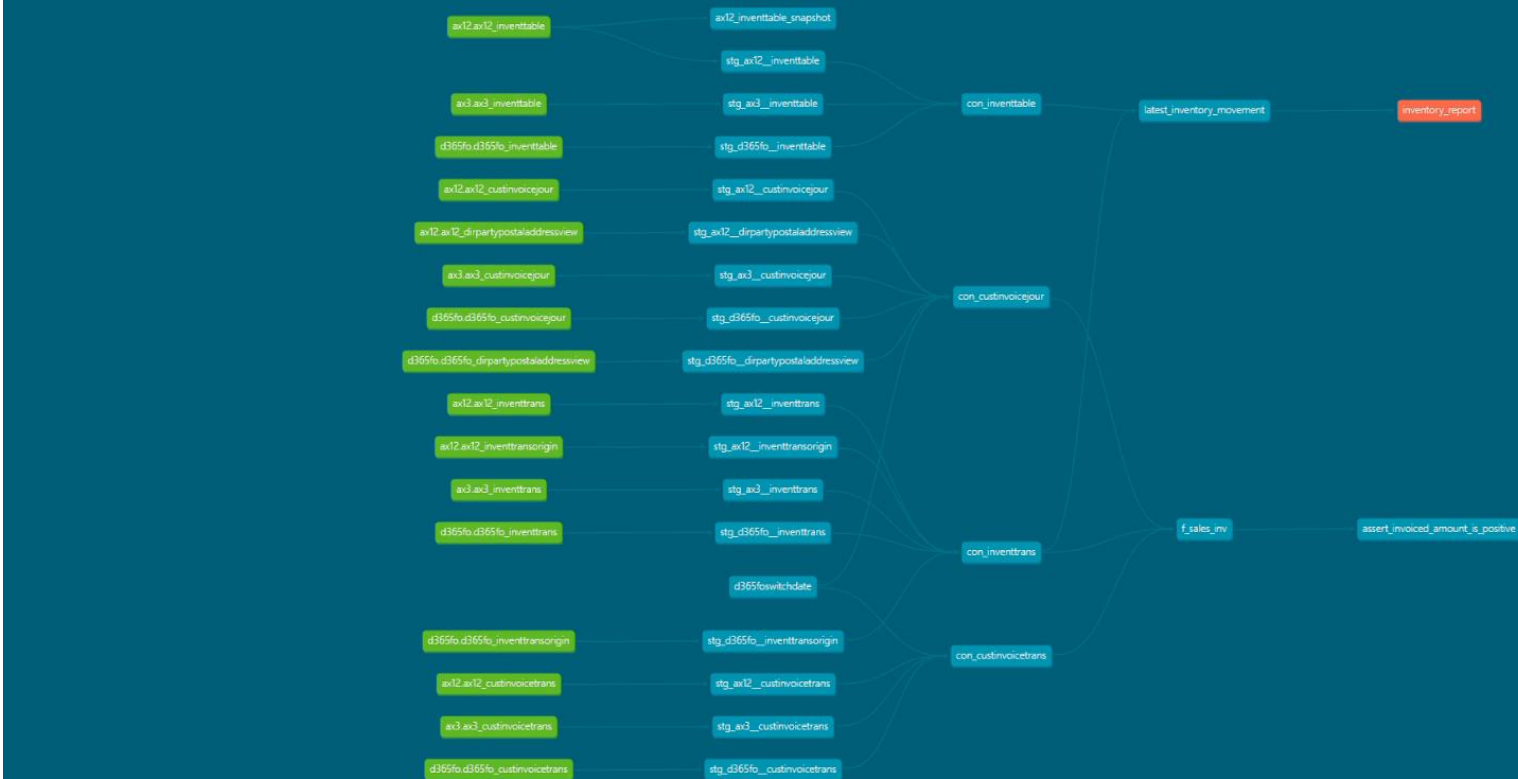 ax12.ax12_inventtable
ax12_inventtable_snapshot
stg_ax12__inventtable
ax3.ax3_inventtable
stg_ax3__inventtable
con_inventtable
latest_inventory_movement
inventory_report
d365fo.d365fo_inventtable
stg_d365fo__inventtable
ax12.ax12_custinvoicejour
stg_ax12__custinvoicejour
ax12.ax12_dirpartypostaladdressview
stg_ax12__dirpartypostaladdressview
ax3.ax3_custinvoicejour
stg_ax3__custinvoicejour
con_custinvoicejour
d365fo.d365fo_custinvoicejour
stg_d365fo__custinvoicejour
d365fo.d365fo_dirpartypostaladdressview
stg_d365fo__dirpartypostaladdressview
ax12.ax12_inventtrans
stg_ax12__inventtrans
ax12.ax12_inventtransorigin
stg_ax12__inventtransorigin
ax3.ax3_inventtrans
stg_ax3__inventtrans
d365fo.d365fo_inventtrans
stg_d365fo__inventtrans
con_inventtrans
f_sales_inv
assert_invoiced_amount_is_positive
d365foswitchdate
d365fo.d365fo_inventtransorigin
stg_d365fo__inventtransorigin
con_custinvoicetrans
ax12.ax12_custinvoicetrans
stg_ax12__custinvoicetrans
ax3.ax3_custinvoicetrans
stg_ax3__custinvoicetrans
d365fo.d365fo_custinvoicetrans
stg_d365fo__custinvoicetrans